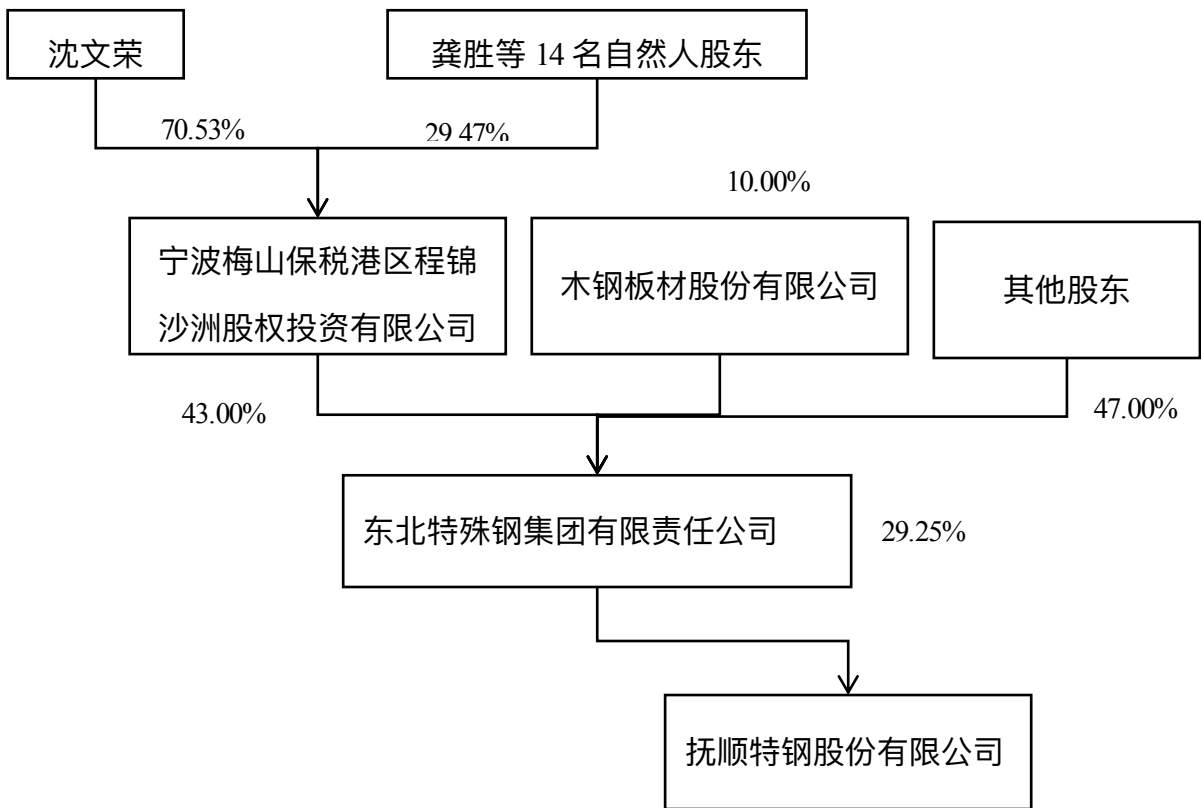 沈文荣
龚胜等 14 名自然人股东
70.53%
29.47%
10.00%
宁波梅山保税港区程锦
沙洲股权投资有限公司
木钢板材股份有限公司
其他股东
43.00%
47.00%
东北特殊钢集团有限责任公司
29.25%
抚顺特钢股份有限公司